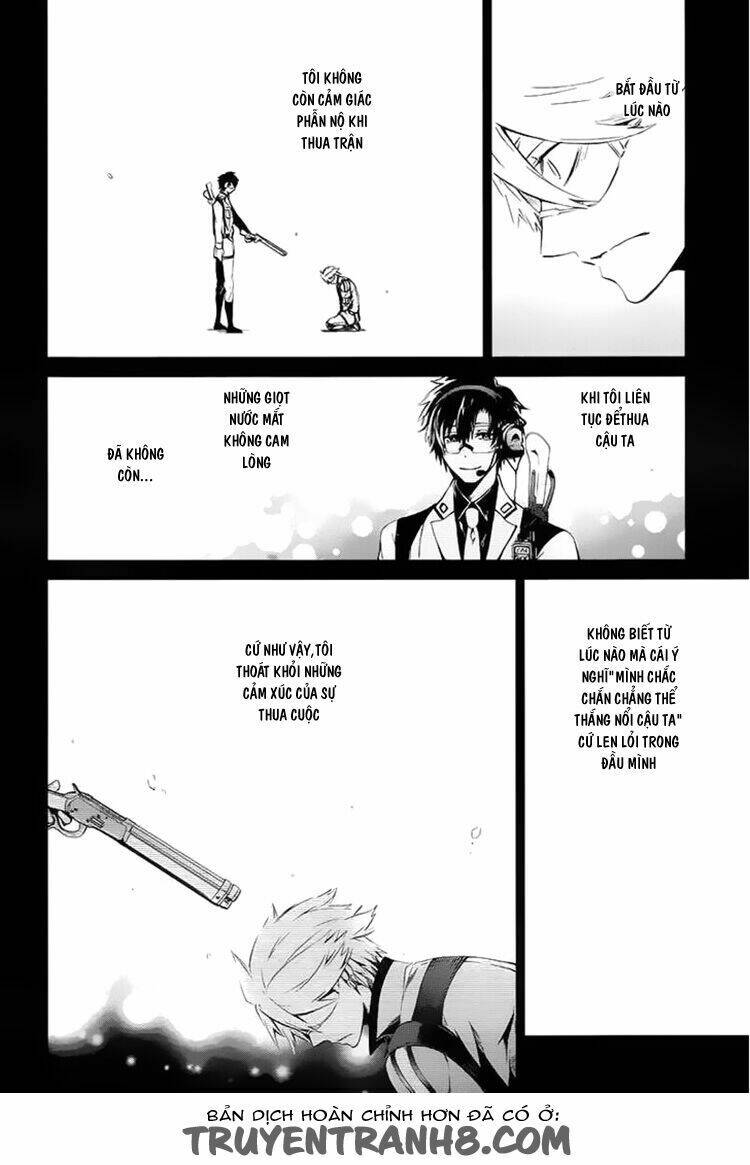 BẮT ĐẦU TỪ
LÚC NÀO
TÔI KHÔNG
CÒN CẢM GIÁC
PHẪN NỘ KHI
THUA TRẬN
KHI TÔI LIÊN
TỤC ĐỂTHUA
CẬU TA
NHỮNG GIỌT
NƯỚC MẮT
KHÔNG CAM
LÒNG
ĐÃ KHÔNG
CÒN...
KHÔNG BIẾT TỪ
LÚC NÀO MÀ CÁI Ý
NGHĨ"MÌNH CHẮC
CHẮN CHẲNG THỂ
THẮNG NỔI CẬU TA"
CỨ LEN LỎI TRONG
ĐẦU MÌNH
CỨ NHƯ VẬY,TÔI
THOÁT KHỎI NHỮNG
CẢM XÚC CỦA SỰ
THUA CUỘC
BẢN DỊCH HOÀN CHỈNH HƠN ĐÃ CÓ Ở:
TRUYENTRANH8.COM